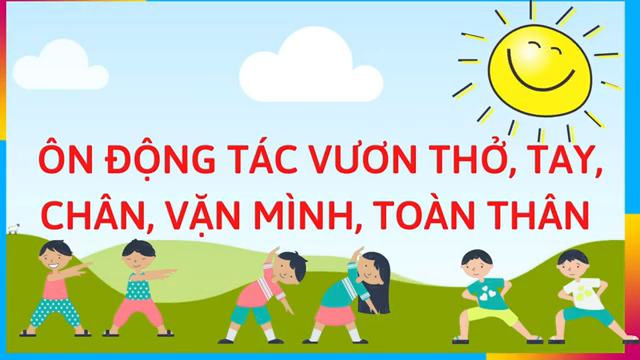 ÔN ĐỘNG TÁC VƯƠN THỞ, TAY,
CHÂN, VẶN MÌNH, TOÀN THÂN